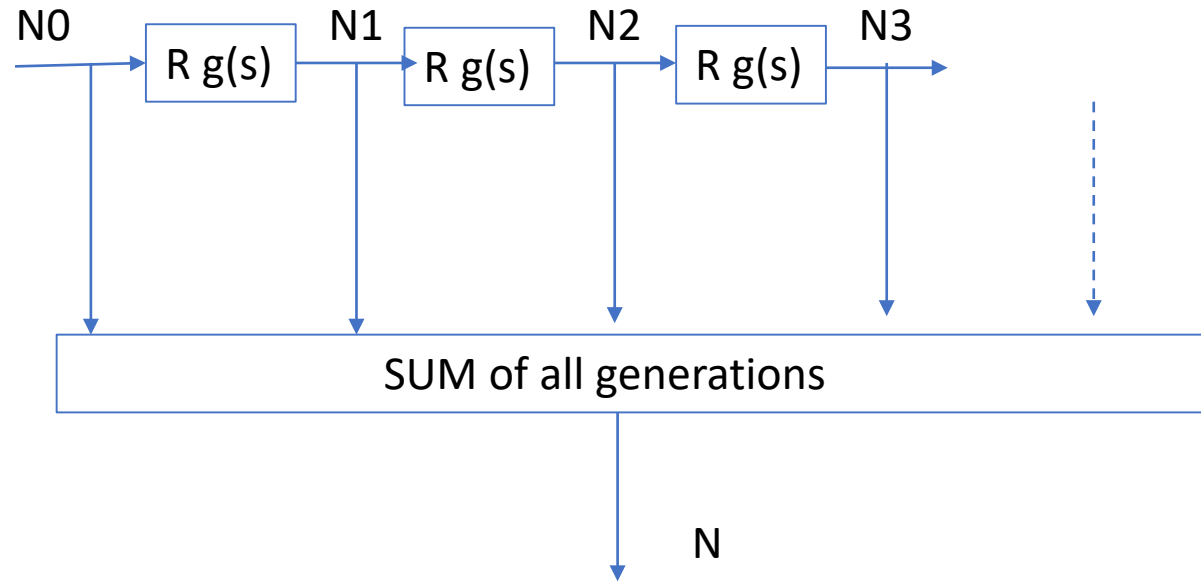 N0
R g(s)
N1
R g(s)
N2
R g(s)
N3
SUM of all generations
N